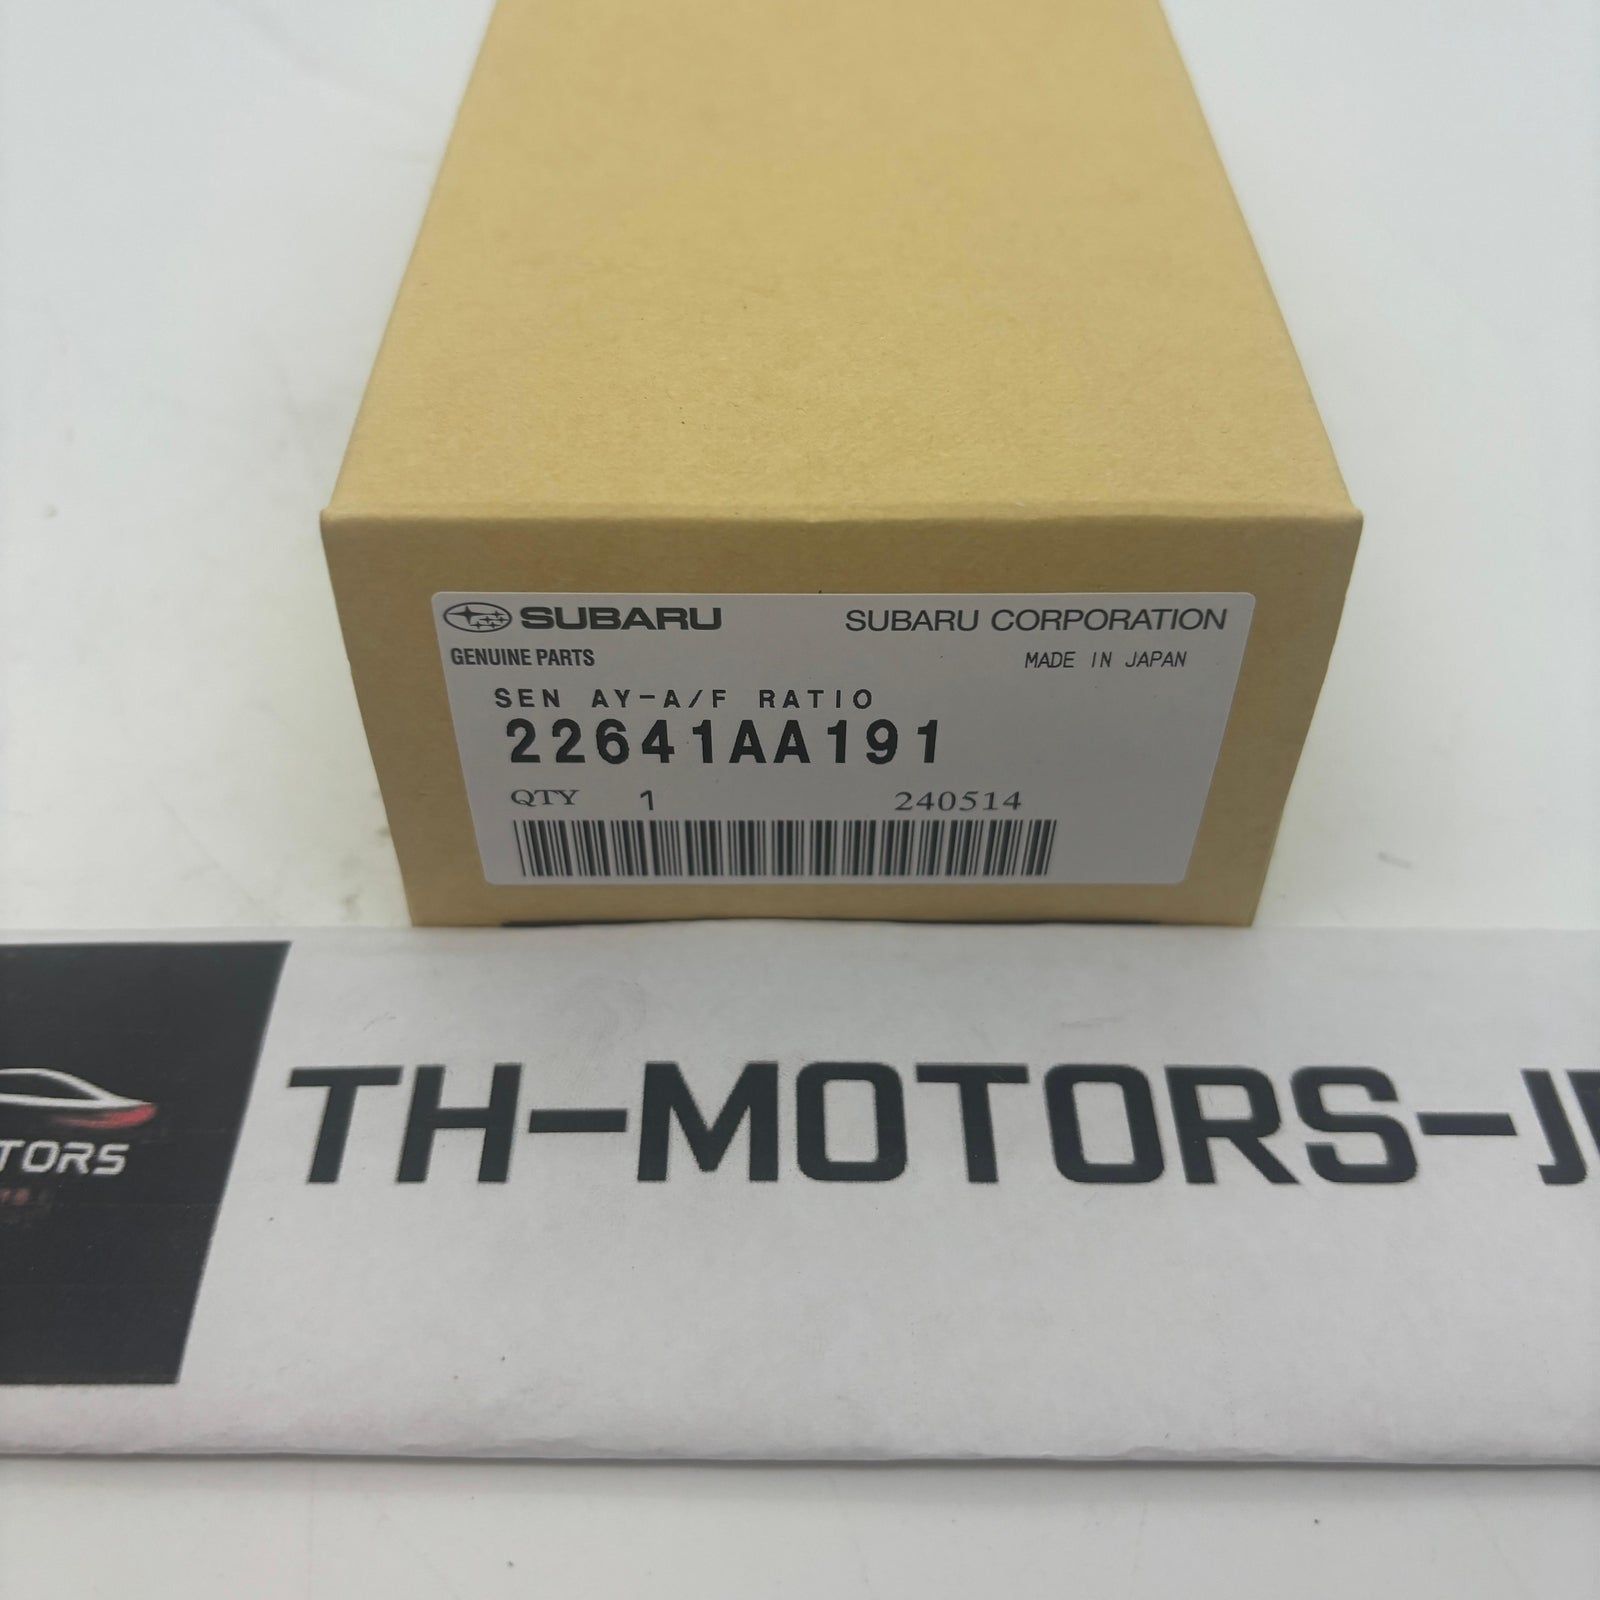 SUBARU SUBARU CORPORATION
GENUINE PARTS MADE IN JAPAN
SEN AY-A/F RATIO
22641AA191
QTY 1 240514
TH-MOTORS-J
TORS